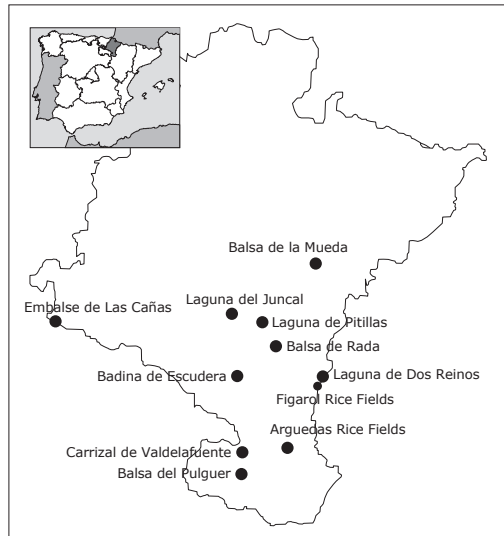 Balsa de la Mueda
Laguna del Juncal
Embalse de Las Cañas
Laguna de Pitillas
Balsa de Rada
Badina de Escudera
Laguna de Dos Reinos
Figarol Rice Fields
Arguedas Rice Fields
Carrizal de Valdelafuente
Balsa del Pulguer